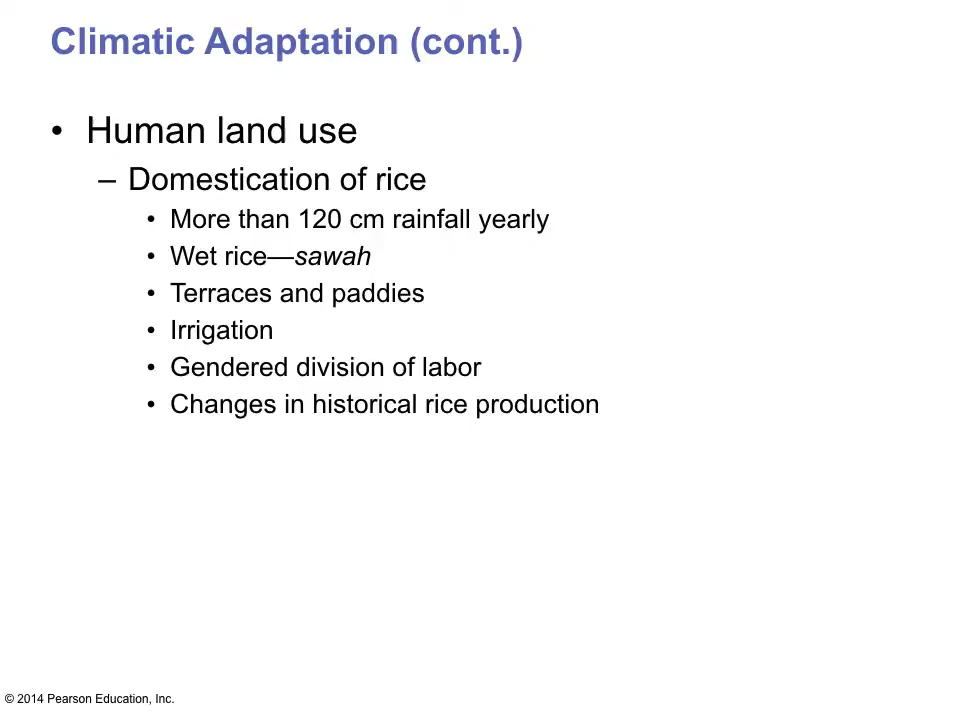 Climatic Adaptation (cont.)
• Human land use
– Domestication of rice
• More than 120 cm rainfall yearly
• Wet rice—sawah
• Terraces and paddies
• Irrigation
• Gendered division of labor
• Changes in historical rice production
© 2014 Pearson Education, Inc.